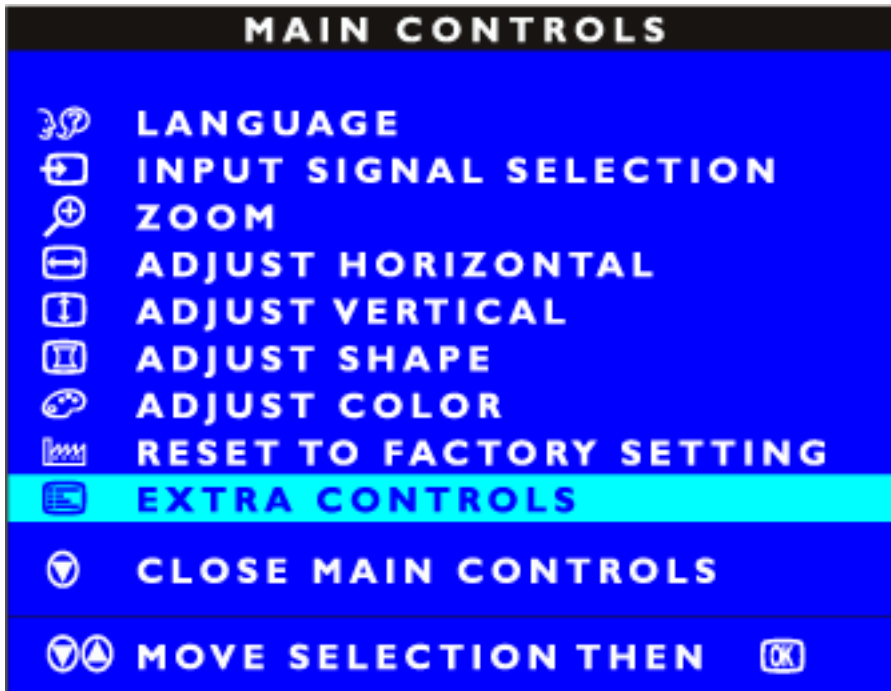 MAIN CONTROLS
LANGUAGE
INPUT SIGNAL SELECTION
ZOOM
ADJUST HORIZONTAL
ADJUST VERTICAL
ADJUST SHAPE
ADJUST COLOR
RESET TO FACTORY SETTING
EXTRA CONTROLS
CLOSE MAIN CONTROLS
MOVE SELECTION THEN OK